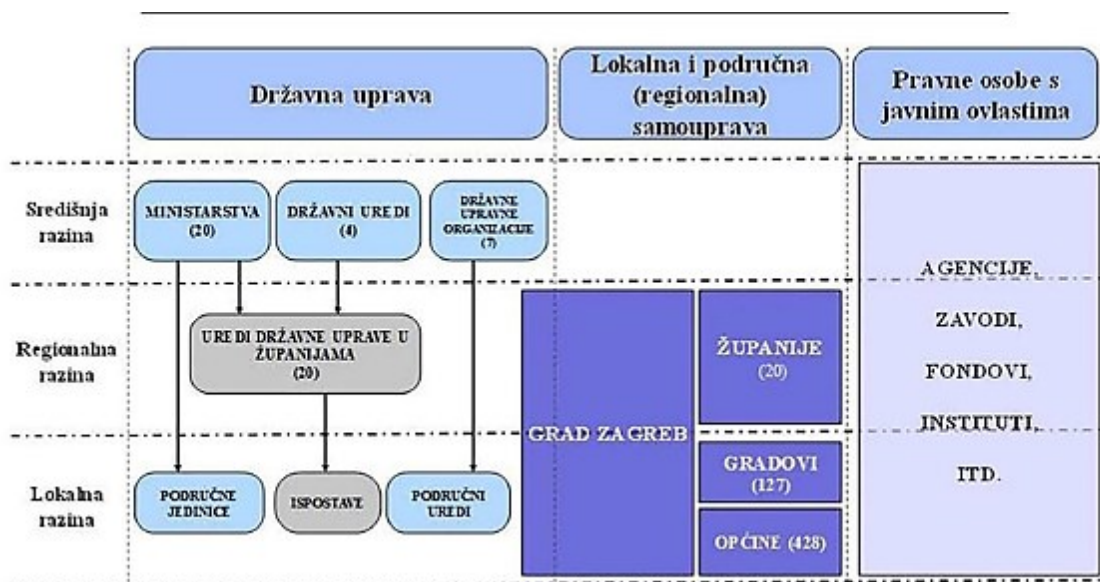 Državna uprava
Lokalna i područna
(regionalna)
samouprava
Pravne osobe s
javnim ovlastima
Središnja
razina
MINISTARSTVA
(20)
DRŽAVNI UREDI
(4)
DRŽAVNE
UPRAVNE
ORGANIZACIJE
(7)
Regionalna
razina
UREDI DRŽAVNE UPRAVE U
ŽUPANIJAMA
(20)
GRAD ZAGREB
ŽUPANIJE
(20)
Lokalna
razina
PODRUČNE
JEDINICE
ISPOSTAVE
PODRUČNI
UREDI
GRADOVI
(127)
OPĆINE (428)
AGENCIJE,
ZAVODI,
FONDOVI,
INSTITUTI,
ITD.